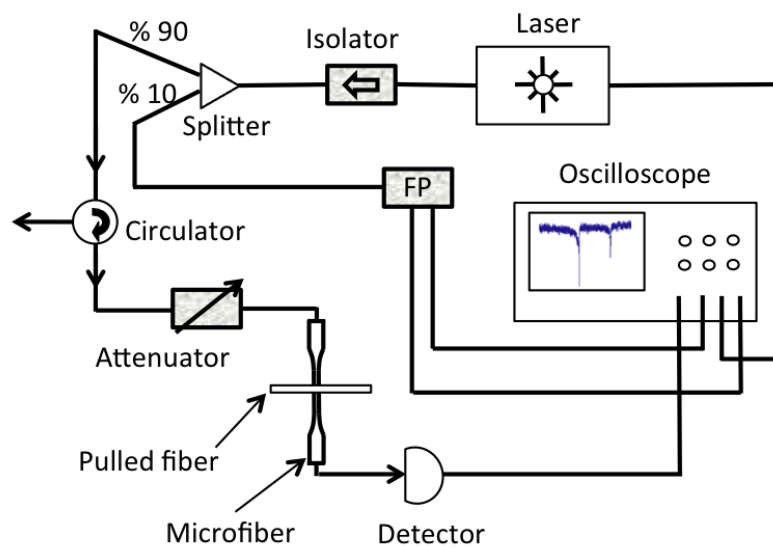 % 90
Isolator
Laser
% 10
Splitter
FP
Oscilloscope
Circulator
Attenuator
Pulled fiber
Microfiber
Detector